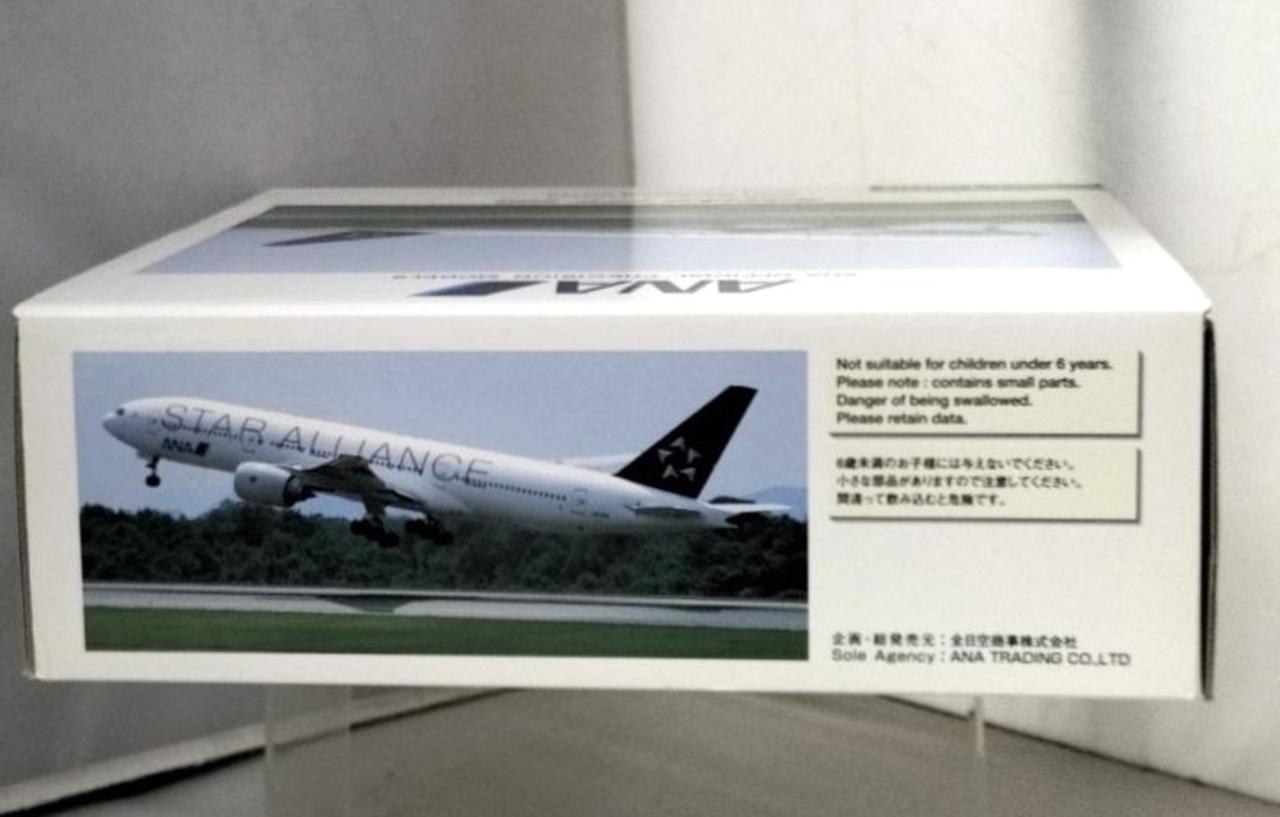 ANA OFFICIAL PRECISION MODELS
ANA
STAR ALLIANCE
ANA
Not suitable for children under 6 years.
Please note : contains small parts.
Danger of being swallowed.
Please retain data.
6歳未満のお子様には与えないでください。
小さな部品がありますので注意してください。
間違って飲み込むと危険です。
企画・総発売元：全日空商事株式会社
Sole Agency : ANA TRADING CO.,LTD